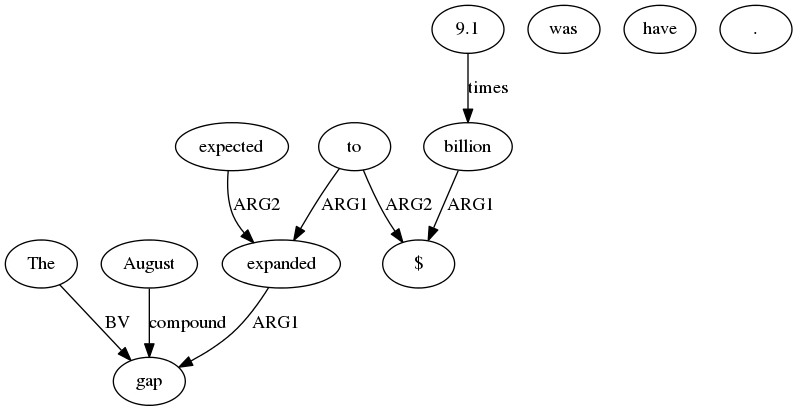 9.1 was have .
times
expected to billion
ARG2 ARG1 ARG2 ARG1
The August expanded $
BV compound ARG1
gap